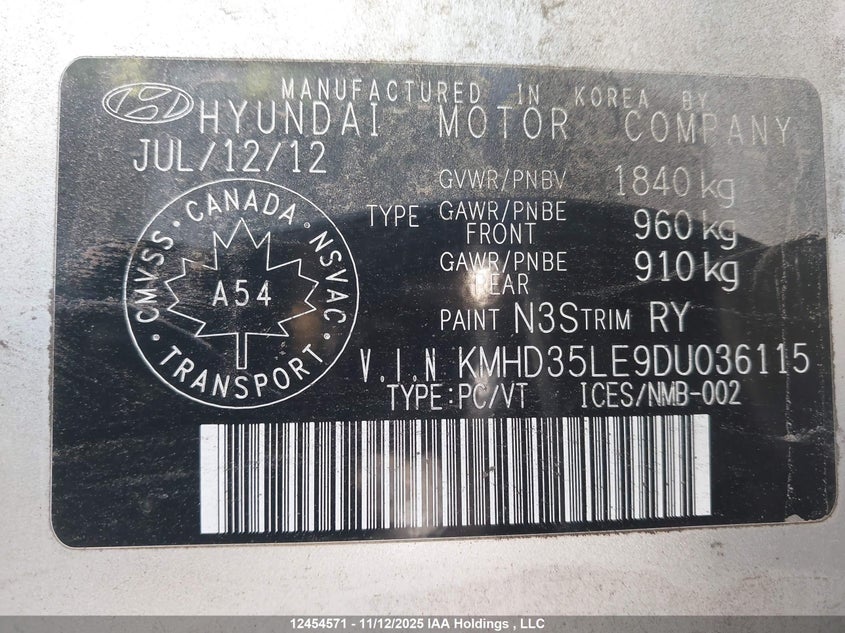 MANUFACTURED IN KOREA BY
HYUNDAI MOTOR COMPANY
JUL/12/12
GVWR/PNBV 1840 kg
TYPE GAWR/PNBE FRONT 960 kg
GAWR/PNBE REAR 910 kg
CANADA
CMVSS · NSVAC
A54
TRANSPORT
PAINT N3S TRIM RY
V.I.N KMHD35LE9DU036115
TYPE:PC/VT ICES/NMB-002
12454571 - 11/12/2025 IAA Holdings , LLC